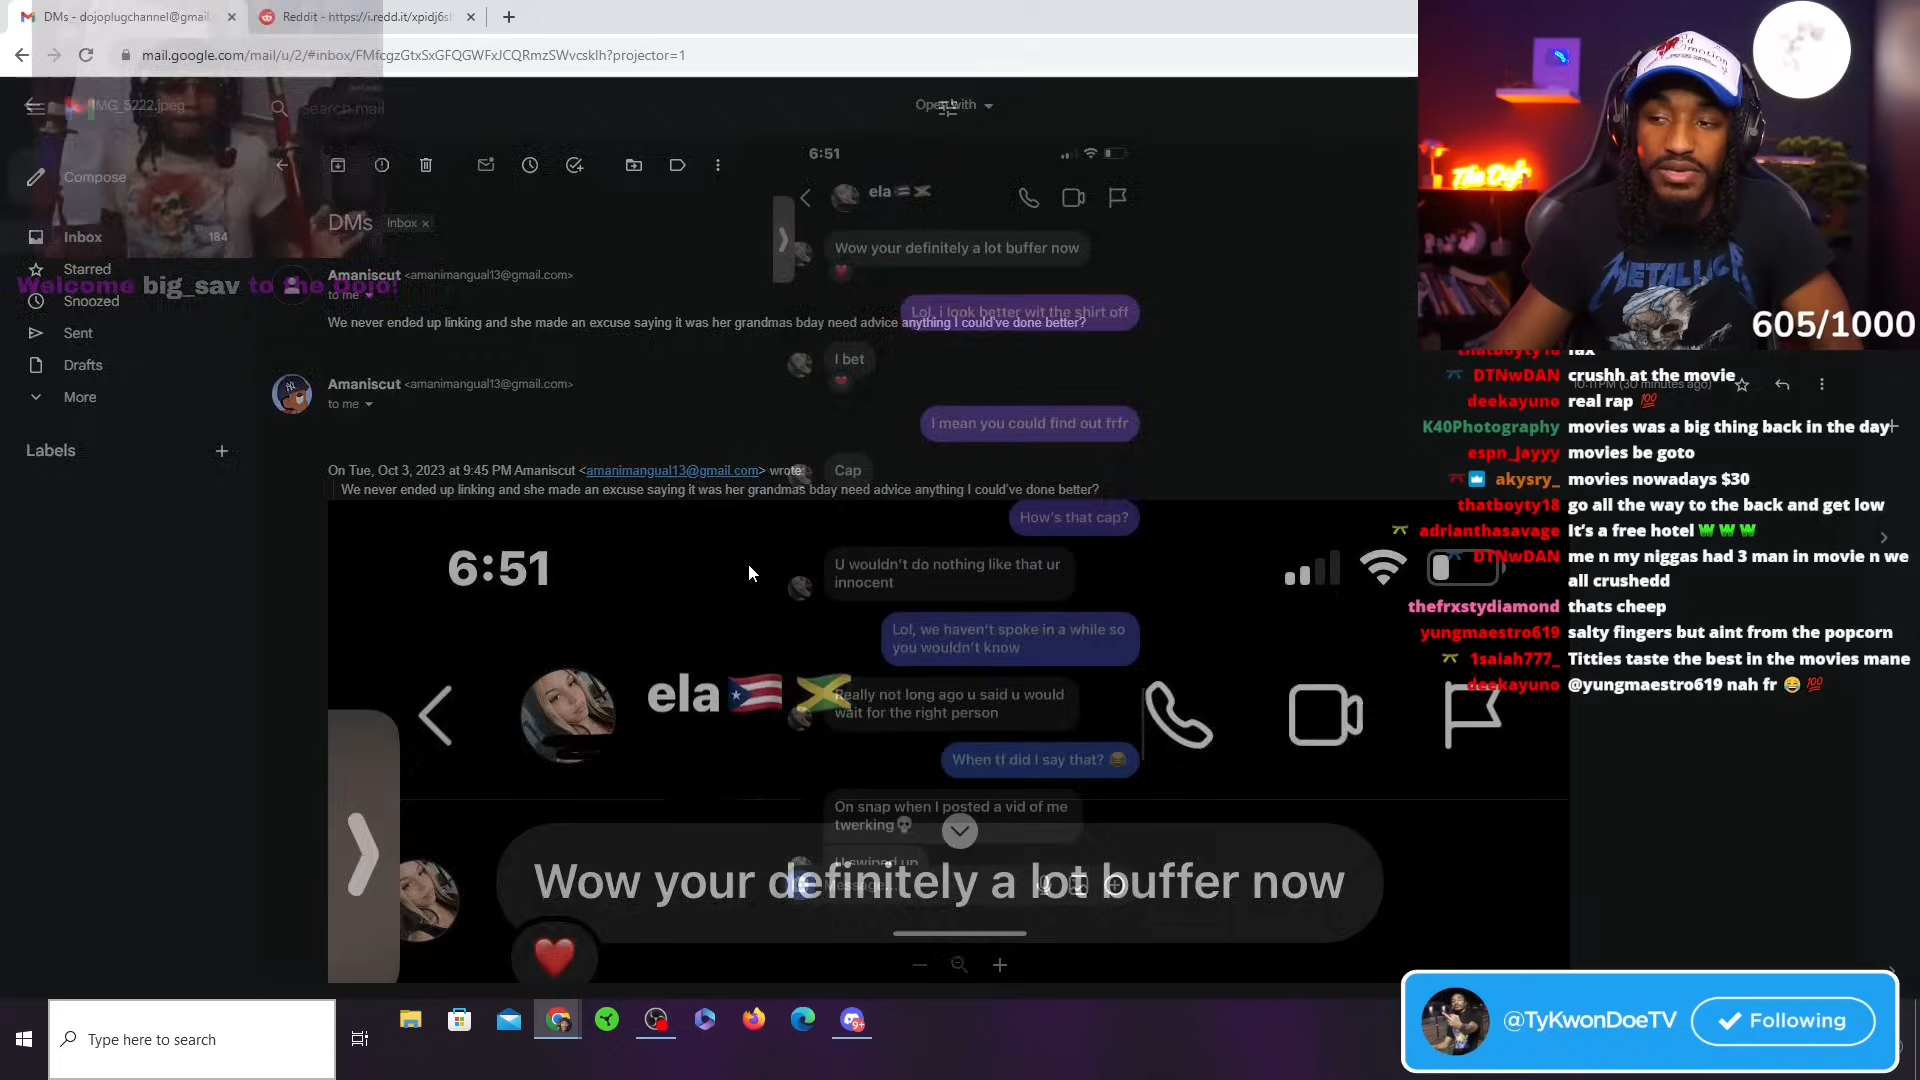 DMs - dojoplugchannel@gmail.
Reddit - https://i.redd.it/xpidj6s
mail.google.com/mail/u/2/#inbox/FMfcgzGtxSxGFQGWFxJCQRmzSWvcsklh?projector=1
IMG_5222.jpeg
Search mail
Open with
Compose
Inbox 184
Starred
Snoozed
Sent
Drafts
More
Labels
Welcome big_sav to the Dojo!
DMs Inbox x
Amaniscut <amanimangual13@gmail.com>
to me
We never ended up linking and she made an excuse saying it was her grandmas bday need advice anything I could've done better?
Amaniscut <amanimangual13@gmail.com>
to me
10:11 PM (30 minutes ago)
On Tue, Oct 3, 2023 at 9:45 PM Amaniscut <amanimangual13@gmail.com> wrote:
We never ended up linking and she made an excuse saying it was her grandmas bday need advice anything I could've done better?
6:51
ela
Wow your definitely a lot buffer now
6:51
ela
Wow your definitely a lot buffer now
Lol, i look better wit the shirt off
I bet
I mean you could find out frfr
Cap
How's that cap?
U wouldn't do nothing like that ur
innocent
Lol, we haven't spoke in a while so
you wouldn't know
Really not long ago u said u would
wait for the right person
When tf did I say that? 😂
On snap when I posted a vid of me
twerking💀
U swiped up
Message...
The Dojo
METALLICA
605/1000
thatboyty18 fax
DTNwDAN crushh at the movie
deekayuno real rap 💯
K40Photography movies was a big thing back in the day
espn_jayyy movies be goto
akysry_ movies nowadays $30
thatboyty18 go all the way to the back and get low
adrianthasavage It's a free hotel W W W
DTNwDAN me n my niggas had 3 man in movie n we
all crushedd
thefrxstydiamond thats cheep
yungmaestro619 salty fingers but aint from the popcorn
1saiah777_ Titties taste the best in the movies mane
deekayuno @yungmaestro619 nah fr 😂 💯
@TyKwonDoeTV Following
Type here to search
9+